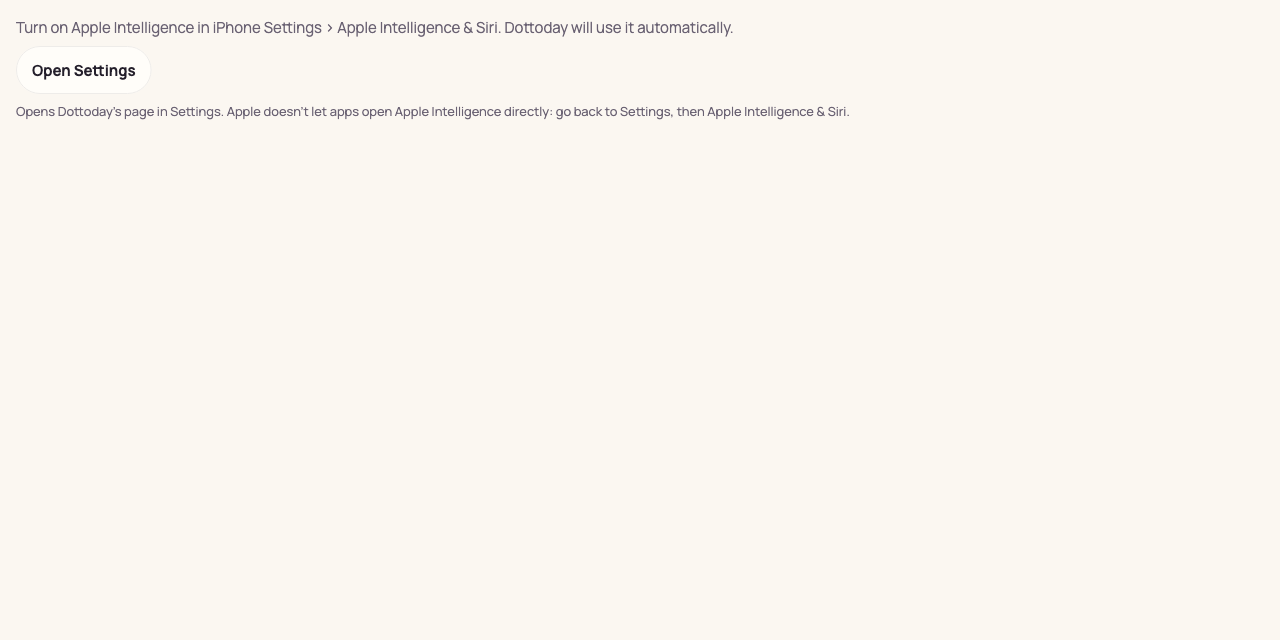 Turn on Apple Intelligence in iPhone Settings › Apple Intelligence & Siri. Dottoday will use it automatically.
Open Settings
Opens Dottoday's page in Settings. Apple doesn't let apps open Apple Intelligence directly: go back to Settings, then Apple Intelligence & Siri.